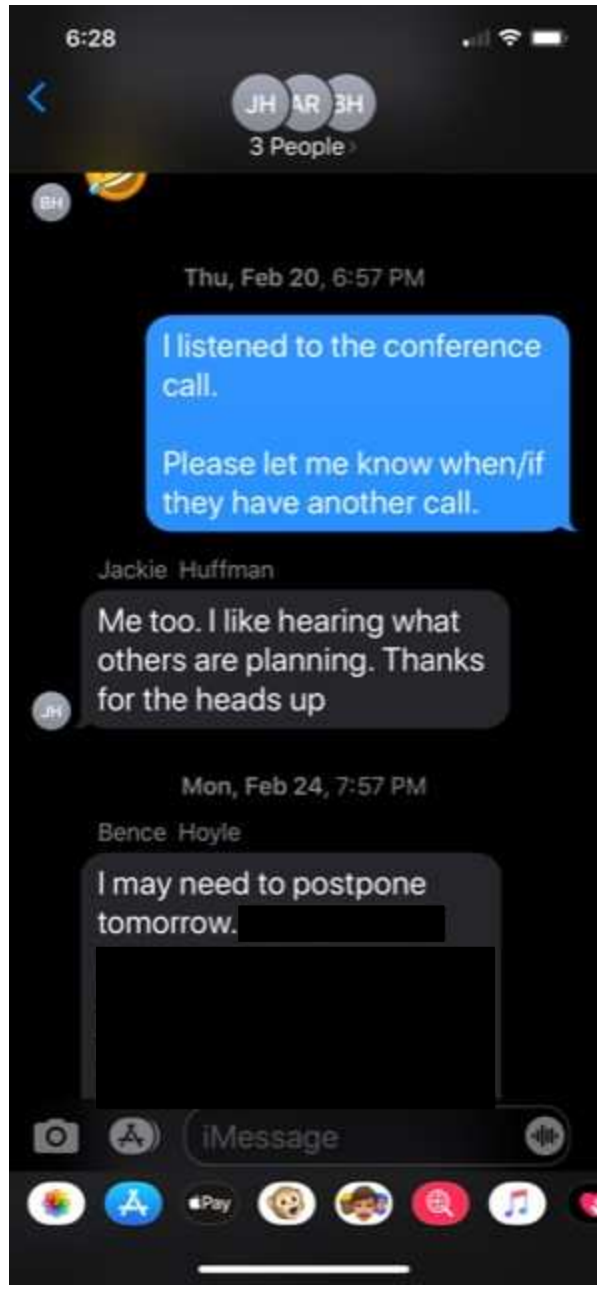 6:28
JH AR BH
3 People
BH
Thu, Feb 20, 6:57 PM
I listened to the conference
call.
Please let me know when/if
they have another call.
Jackie Huffman
Me too. I like hearing what
others are planning. Thanks
for the heads up
JH
Mon, Feb 24, 7:57 PM
Bence Hoyle
I may need to postpone
tomorrow.
iMessage
Pay